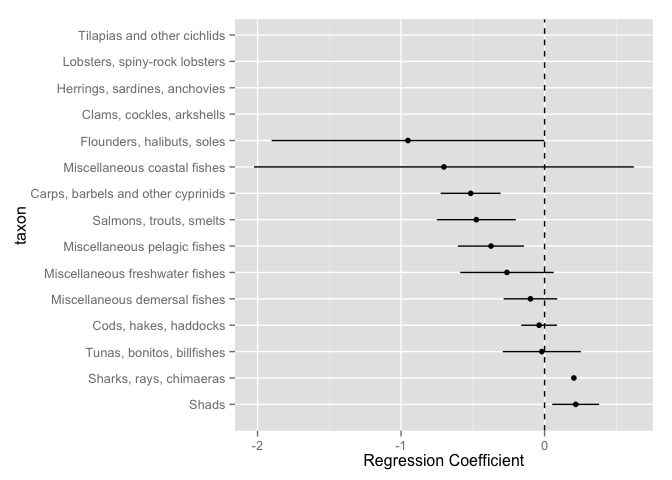 Tilapias and other cichlids
Lobsters, spiny-rock lobsters
Herrings, sardines, anchovies
Clams, cockles, arkshells
Flounders, halibuts, soles
Miscellaneous coastal fishes
Carps, barbels and other cyprinids
Salmons, trouts, smelts
Miscellaneous pelagic fishes
Miscellaneous freshwater fishes
Miscellaneous demersal fishes
Cods, hakes, haddocks
Tunas, bonitos, billfishes
Sharks, rays, chimaeras
Shads
taxon
-2 -1 0
Regression Coefficient